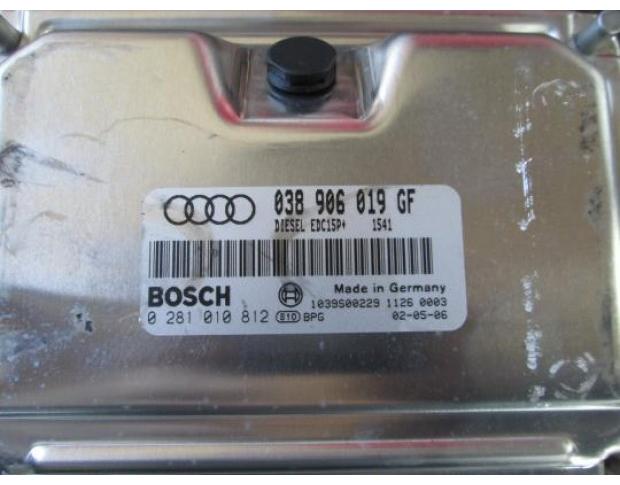 038 906 019 GF
DIESEL EDC15P+ 1541
BOSCH
Made in Germany
1039S00229 1126 0003
0 281 010 812 E10 BPG 02-05-06